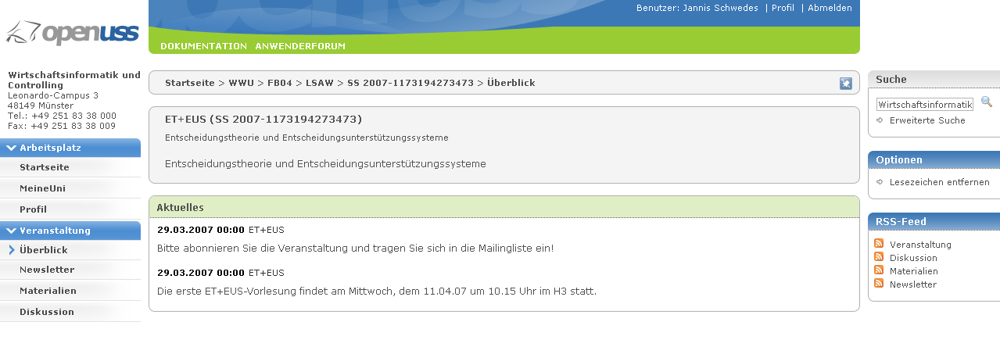 openuss
Benutzer: Jannis Schwedes | Profil | Abmelden
DOKUMENTATION ANWENDERFORUM
Wirtschaftsinformatik und
Controlling
Leonardo-Campus 3
48149 Münster
Tel.: +49 251 83 38 000
Fax: +49 251 83 38 009
Arbeitsplatz
Startseite
MeineUni
Profil
Veranstaltung
Überblick
Newsletter
Materialien
Diskussion
Startseite > WWU > FB04 > LSAW > SS 2007-1173194273473 > Überblick
ET+EUS (SS 2007-1173194273473)
Entscheidungstheorie und Entscheidungsunterstützungssysteme
Entscheidungstheorie und Entscheidungsunterstützungssysteme
Aktuelles
29.03.2007 00:00 ET+EUS
Bitte abonnieren Sie die Veranstaltung und tragen Sie sich in die Mailingliste ein!
29.03.2007 00:00 ET+EUS
Die erste ET+EUS-Vorlesung findet am Mittwoch, dem 11.04.07 um 10.15 Uhr im H3 statt.
Suche
Wirtschaftsinformatik
Erweiterte Suche
Optionen
Lesezeichen entfernen
RSS-Feed
Veranstaltung
Diskussion
Materialien
Newsletter